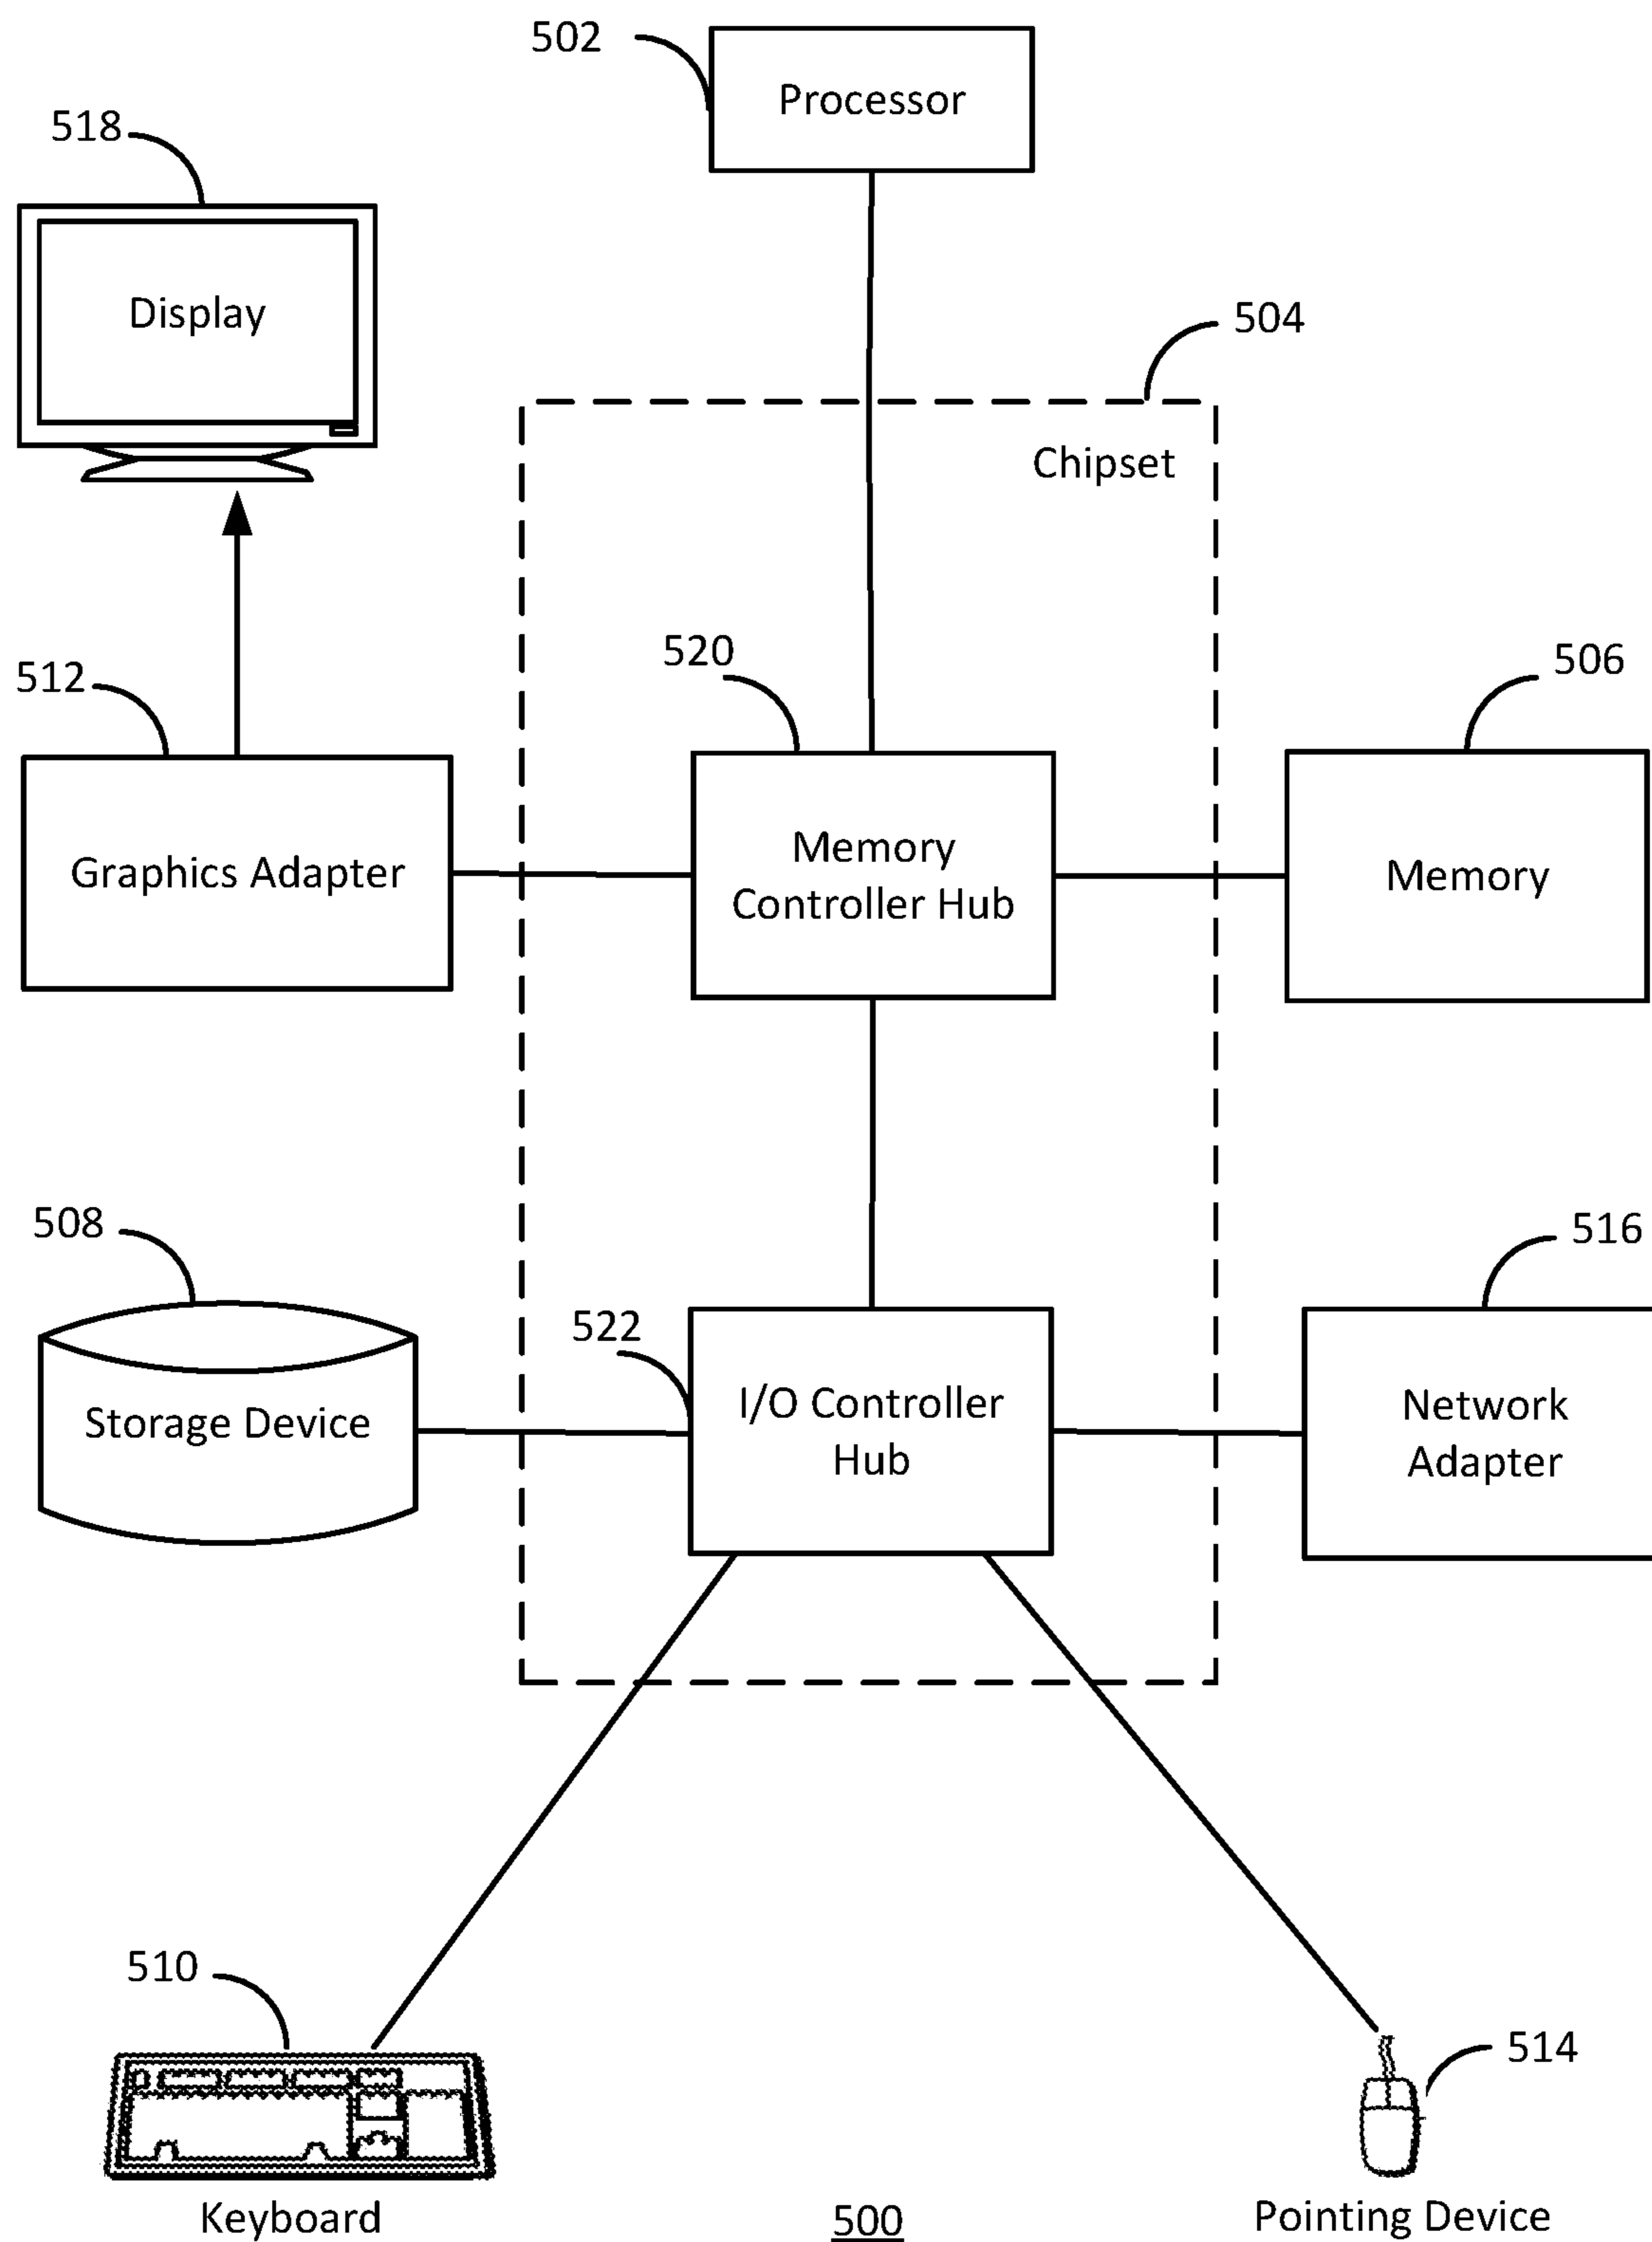 502
Processor
518
Display
504
Chipset
512
520
506
Graphics Adapter
Memory
Controller Hub
Memory
508
516
522
Storage Device
I/O Controller
Hub
Network
Adapter
510
514
Keyboard
500
Pointing Device